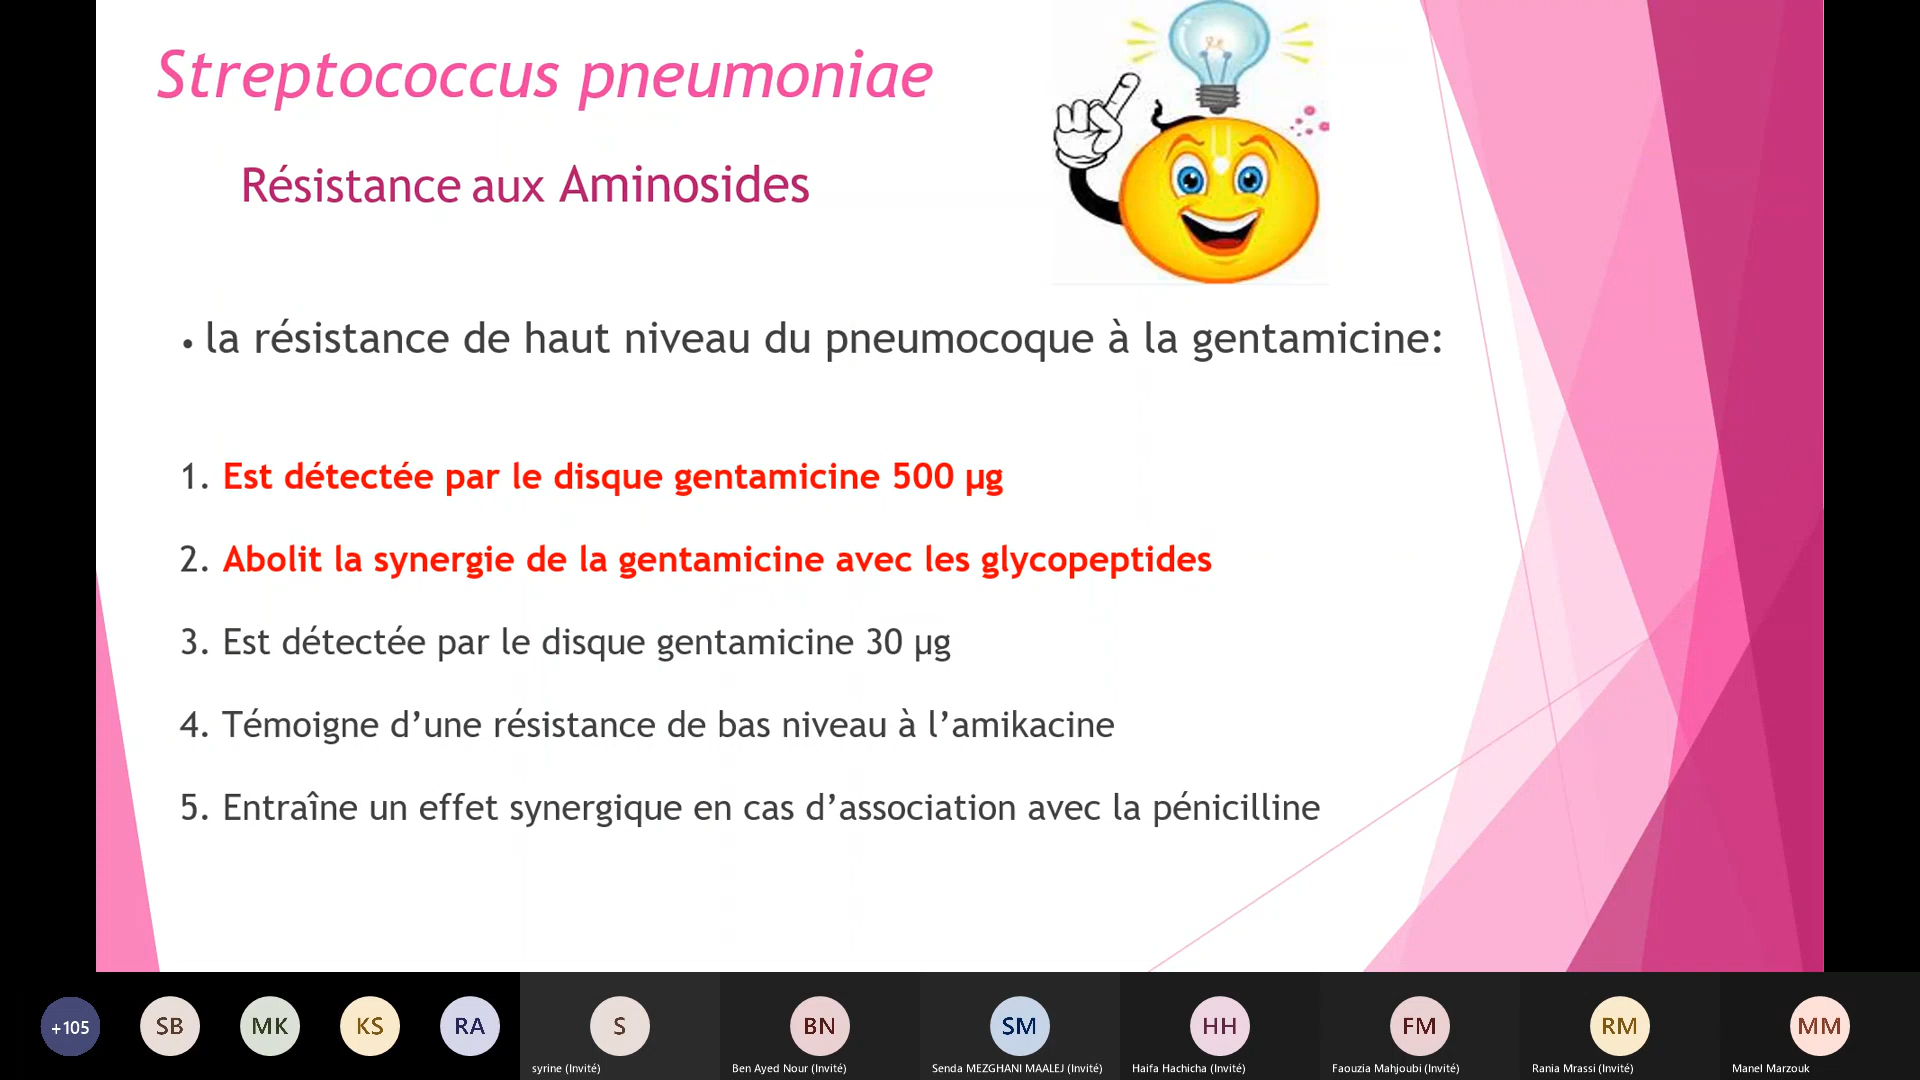 Streptococcus pneumoniae
Résistance aux Aminosides
• la résistance de haut niveau du pneumocoque à la gentamicine:
1. Est détectée par le disque gentamicine 500 µg
2. Abolit la synergie de la gentamicine avec les glycopeptides
3. Est détectée par le disque gentamicine 30 µg
4. Témoigne d’une résistance de bas niveau à l’amikacine
5. Entraîne un effet synergique en cas d’association avec la pénicilline
+105 SB MK KS RA S BN SM HH FM RM MM
syrine (Invité) Ben Ayed Nour (Invité) Senda MEZGHANI MAALEJ (Invité) Haifa Hachicha (Invité) Faouzia Mahjoubi (Invité) Rania Mrassi (Invité) Manel Marzouk